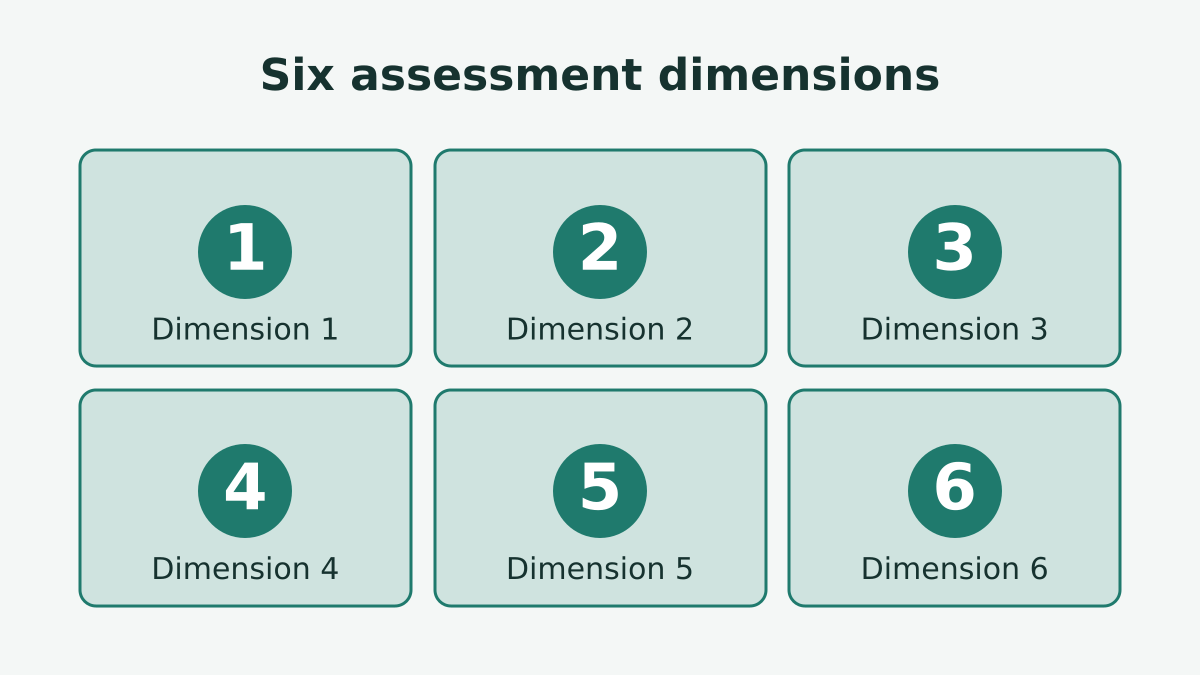 Six assessment dimensions
1
Dimension 1
2
Dimension 2
3
Dimension 3
4
Dimension 4
5
Dimension 5
6
Dimension 6